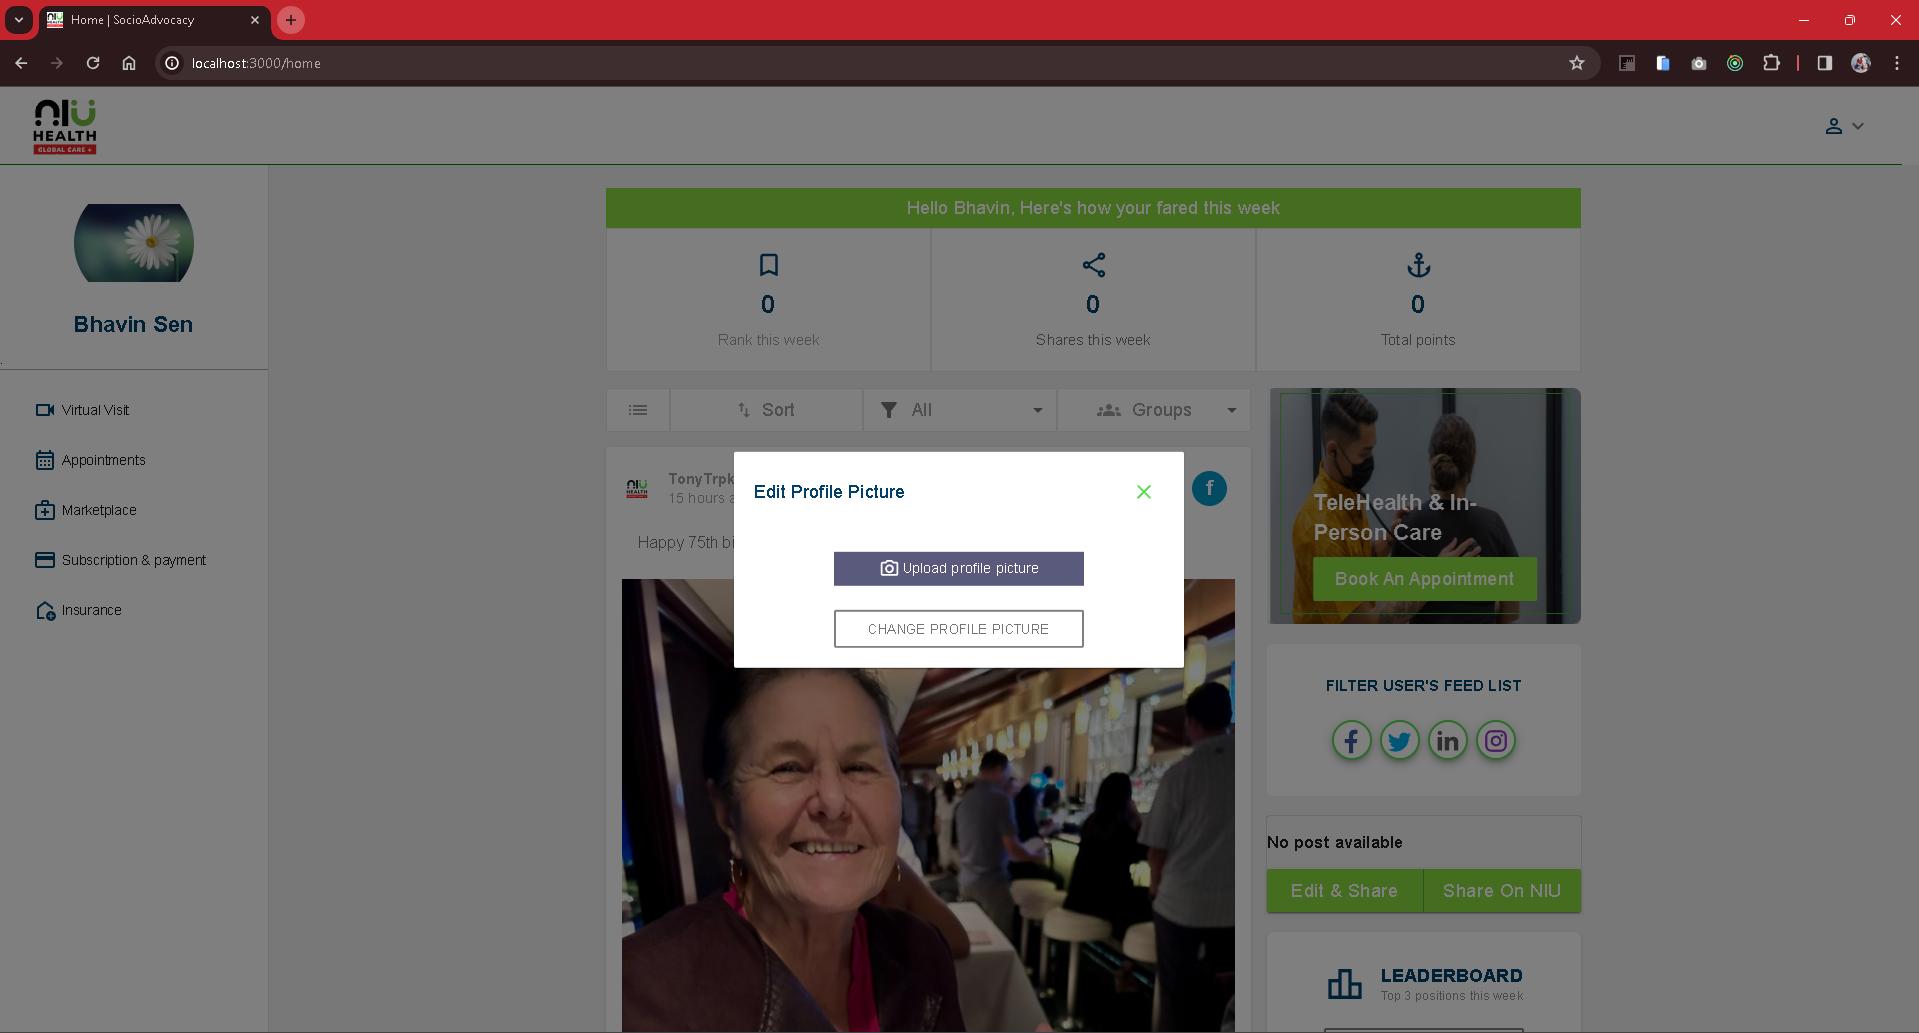 Home | SocioAdvocacy
localhost:3000/home
NIU
HEALTH
GLOBAL CARE +
Bhavin Sen
Virtual Visit
Appointments
Marketplace
Subscription & payment
Insurance
Hello Bhavin, Here's how your fared this week
0
Rank this week
0
Shares this week
0
Total points
Sort
All
Groups
NIU
HEALTH
TonyTrpk
15 hours a
f
Happy 75th bi
Edit Profile Picture
Upload profile picture
CHANGE PROFILE PICTURE
TeleHealth & In-
Person Care
Book An Appointment
FILTER USER'S FEED LIST
No post available
Edit & Share
Share On NIU
LEADERBOARD
Top 3 positions this week